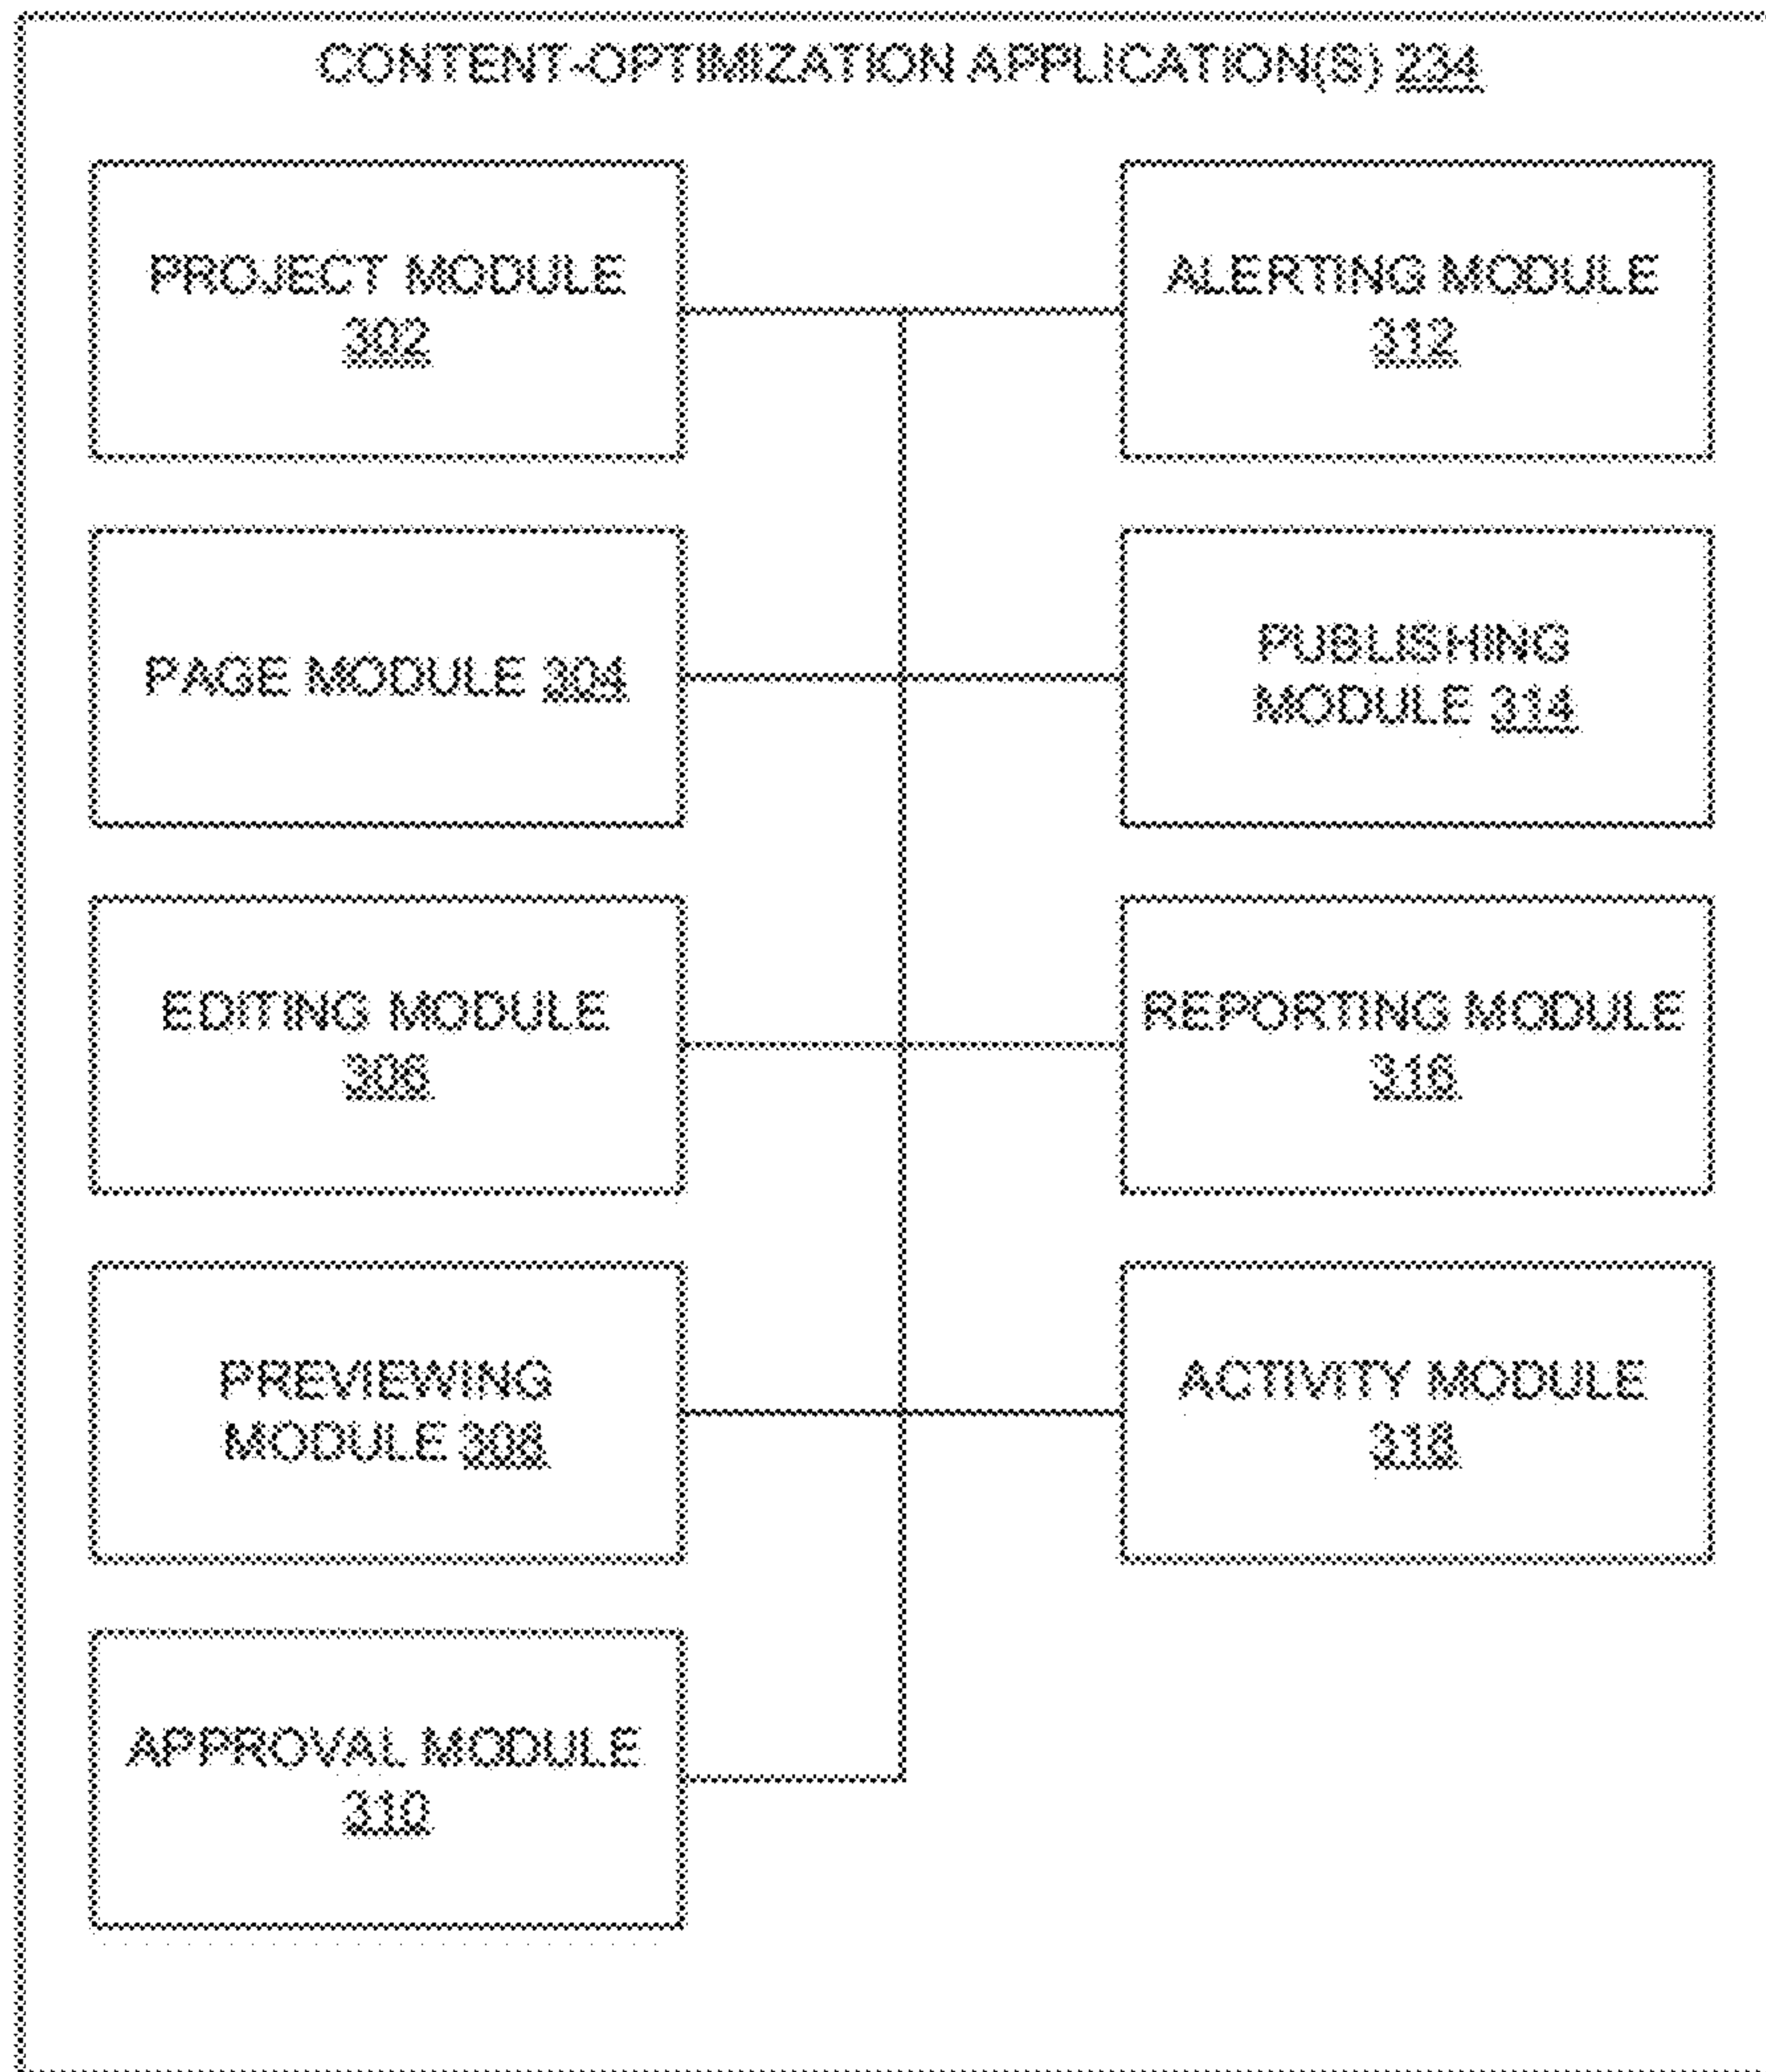 CONTENT-OPTIMIZATION APPLICATION(S) 234
PROJECT MODULE
302
PAGE MODULE 304
EDITING MODULE
306
PREVIEWING
MODULE 308
APPROVAL MODULE
310
ALERTING MODULE
312
PUBLISHING
MODULE 314
REPORTING MODULE
316
ACTIVITY MODULE
318